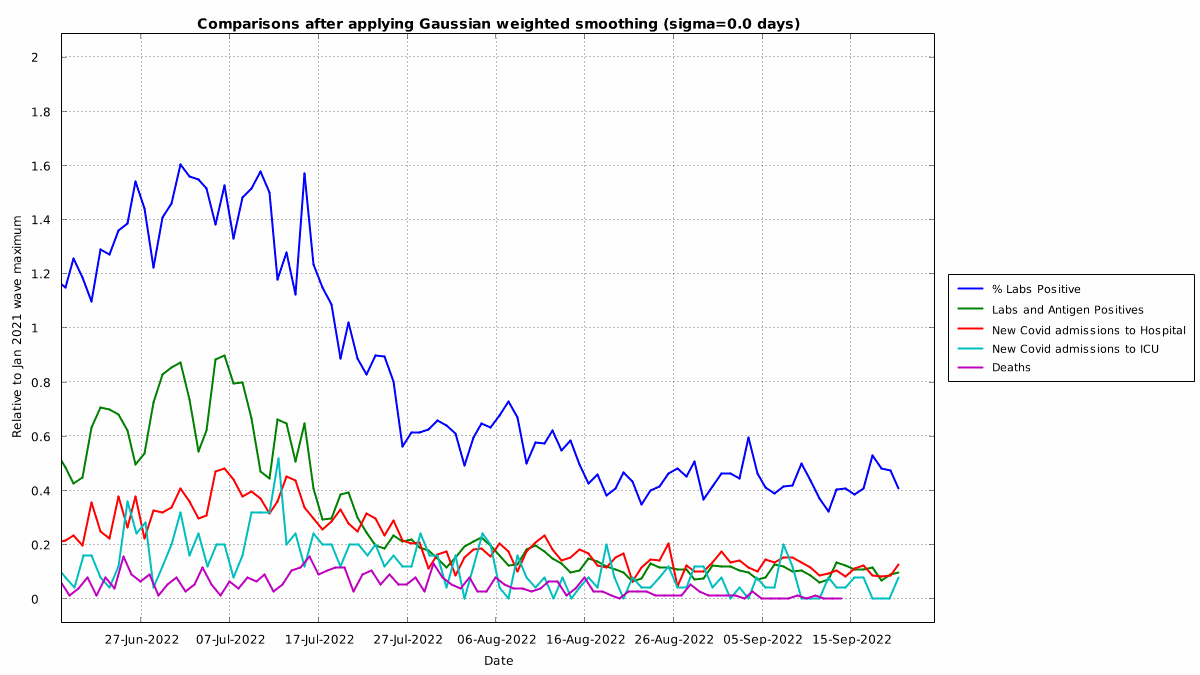 Comparisons after applying Gaussian weighted smoothing (sigma=0.0 days)
2
1.8
1.6
1.4
1.2
1
0.8
0.6
0.4
0.2
0
Relative to Jan 2021 wave maximum
27-Jun-2022 07-Jul-2022 17-Jul-2022 27-Jul-2022 06-Aug-2022 16-Aug-2022 26-Aug-2022 05-Sep-2022 15-Sep-2022
Date
% Labs Positive
Labs and Antigen Positives
New Covid admissions to Hospital
New Covid admissions to ICU
Deaths